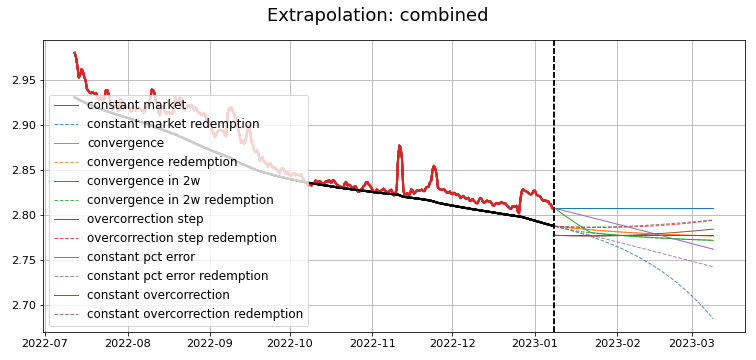 Extrapolation: combined
2.95
2.90
2.85
2.80
2.75
2.70
constant market
constant market redemption
convergence
convergence redemption
convergence in 2w
convergence in 2w redemption
overcorrection step
overcorrection step redemption
constant pct error
constant pct error redemption
constant overcorrection
constant overcorrection redemption
2022-07 2022-08 2022-09 2022-10 2022-11 2022-12 2023-01 2023-02 2023-03